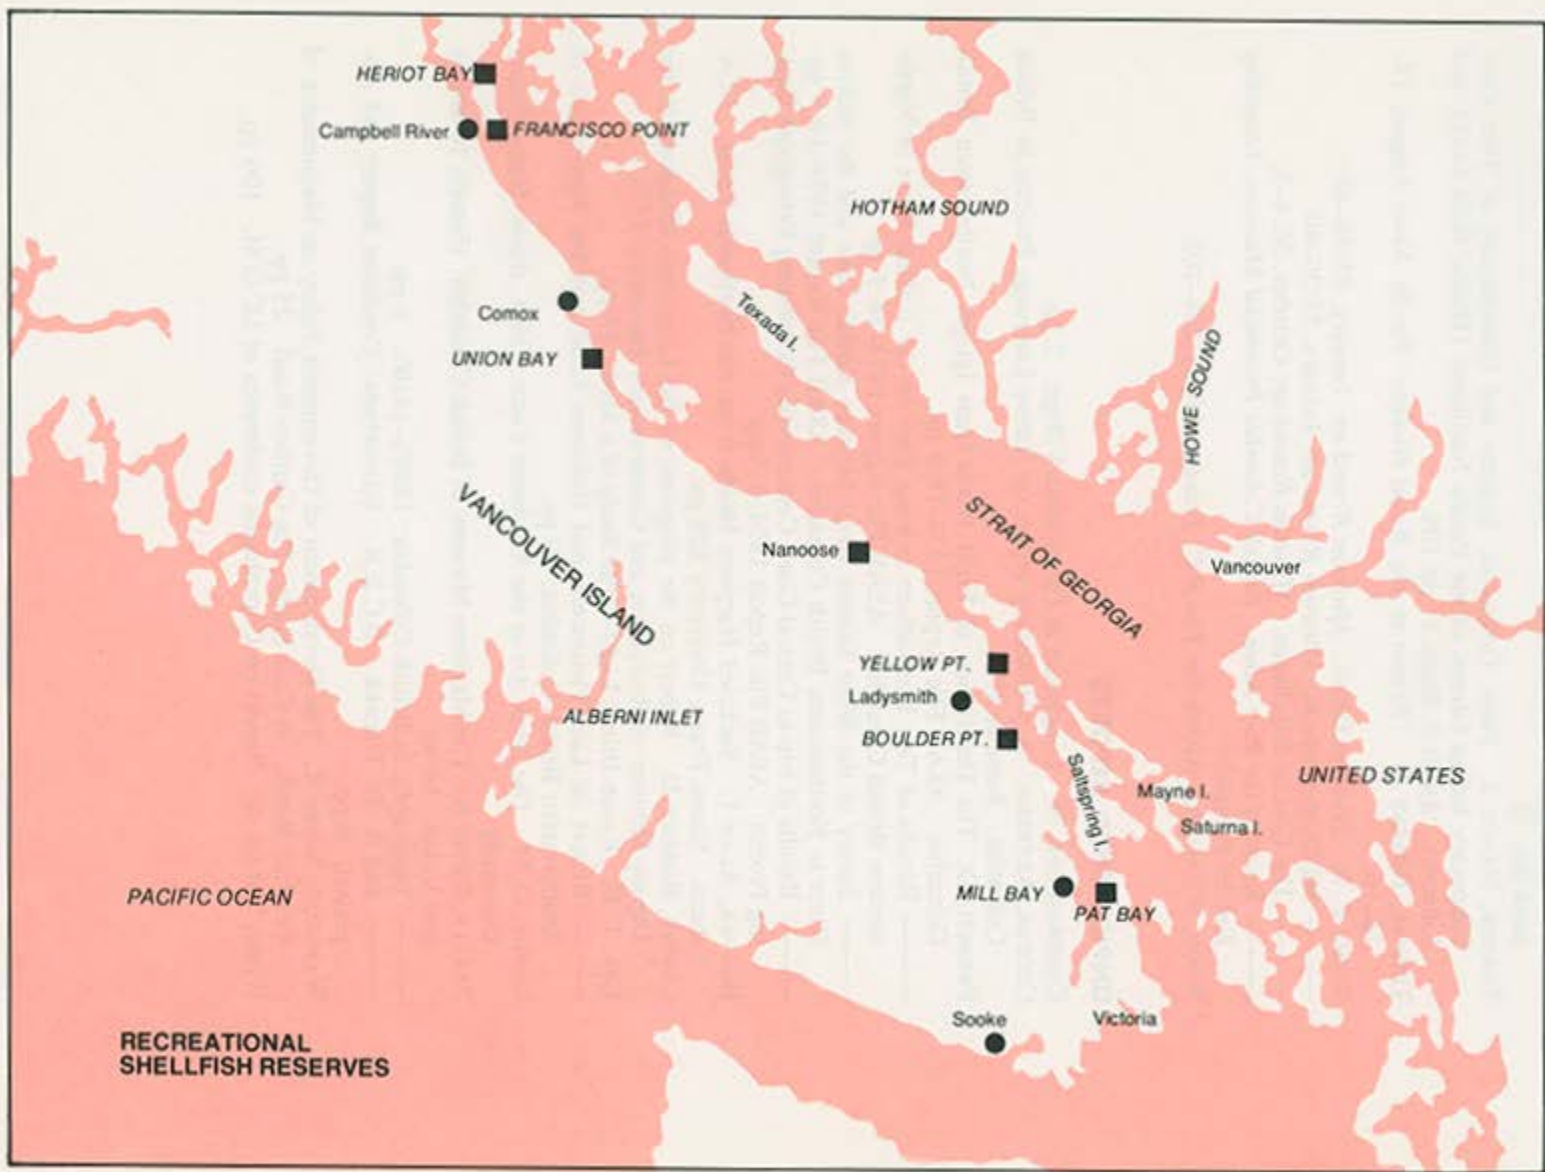 HERIOT BAY
Campbell River
FRANCISCO POINT
HOTHAM SOUND
Comox
Texada I.
UNION BAY
HOWE SOUND
VANCOUVER ISLAND
STRAIT OF GEORGIA
Nanoose
Vancouver
YELLOW PT.
Ladysmith
ALBERNI INLET
BOULDER PT.
Saltspring I.
UNITED STATES
Mayne I.
Saturna I.
PACIFIC OCEAN
MILL BAY
PAT BAY
Sooke
Victoria
RECREATIONAL
SHELLFISH RESERVES